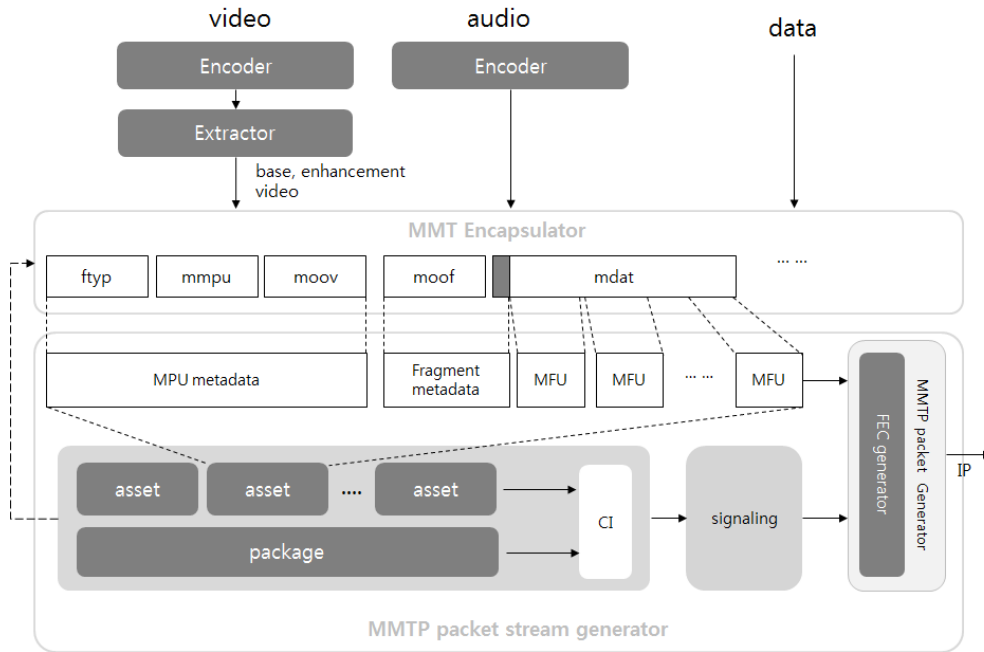 video
audio
data
Encoder
Encoder
Extractor
base, enhancement
video
MMT Encapsulator
ftyp
mmpu
moov
moof
mdat
... ...
MPU metadata
Fragment
metadata
MFU
MFU
... ...
MFU
FEC generator
MMTP packet Generator
IP
asset
asset
....
asset
package
CI
signaling
MMTP packet stream generator